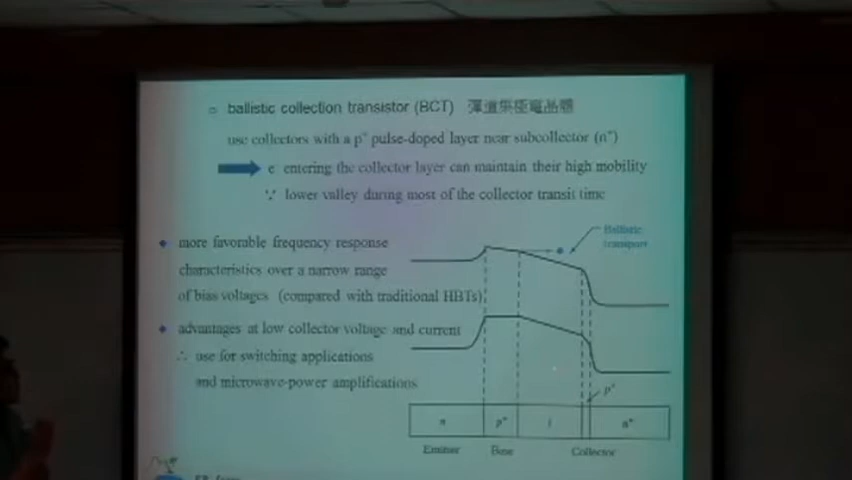 ballistic collection transistor (BCT) 彈道集極電晶體
use collectors with a p⁺ pulse-doped layer near subcollector (n⁺)
e⁻ entering the collector layer can maintain their high mobility
∵ lower valley during most of the collector transit time
more favorable frequency response
characteristics over a narrow range
of bias voltages (compared with traditional HBTs)
advantages at low collector voltage and current
∴ use for switching applications
and microwave-power amplifications
Ballistic
transport
p⁺
n p⁺ i n⁺
Emitter Base Collector